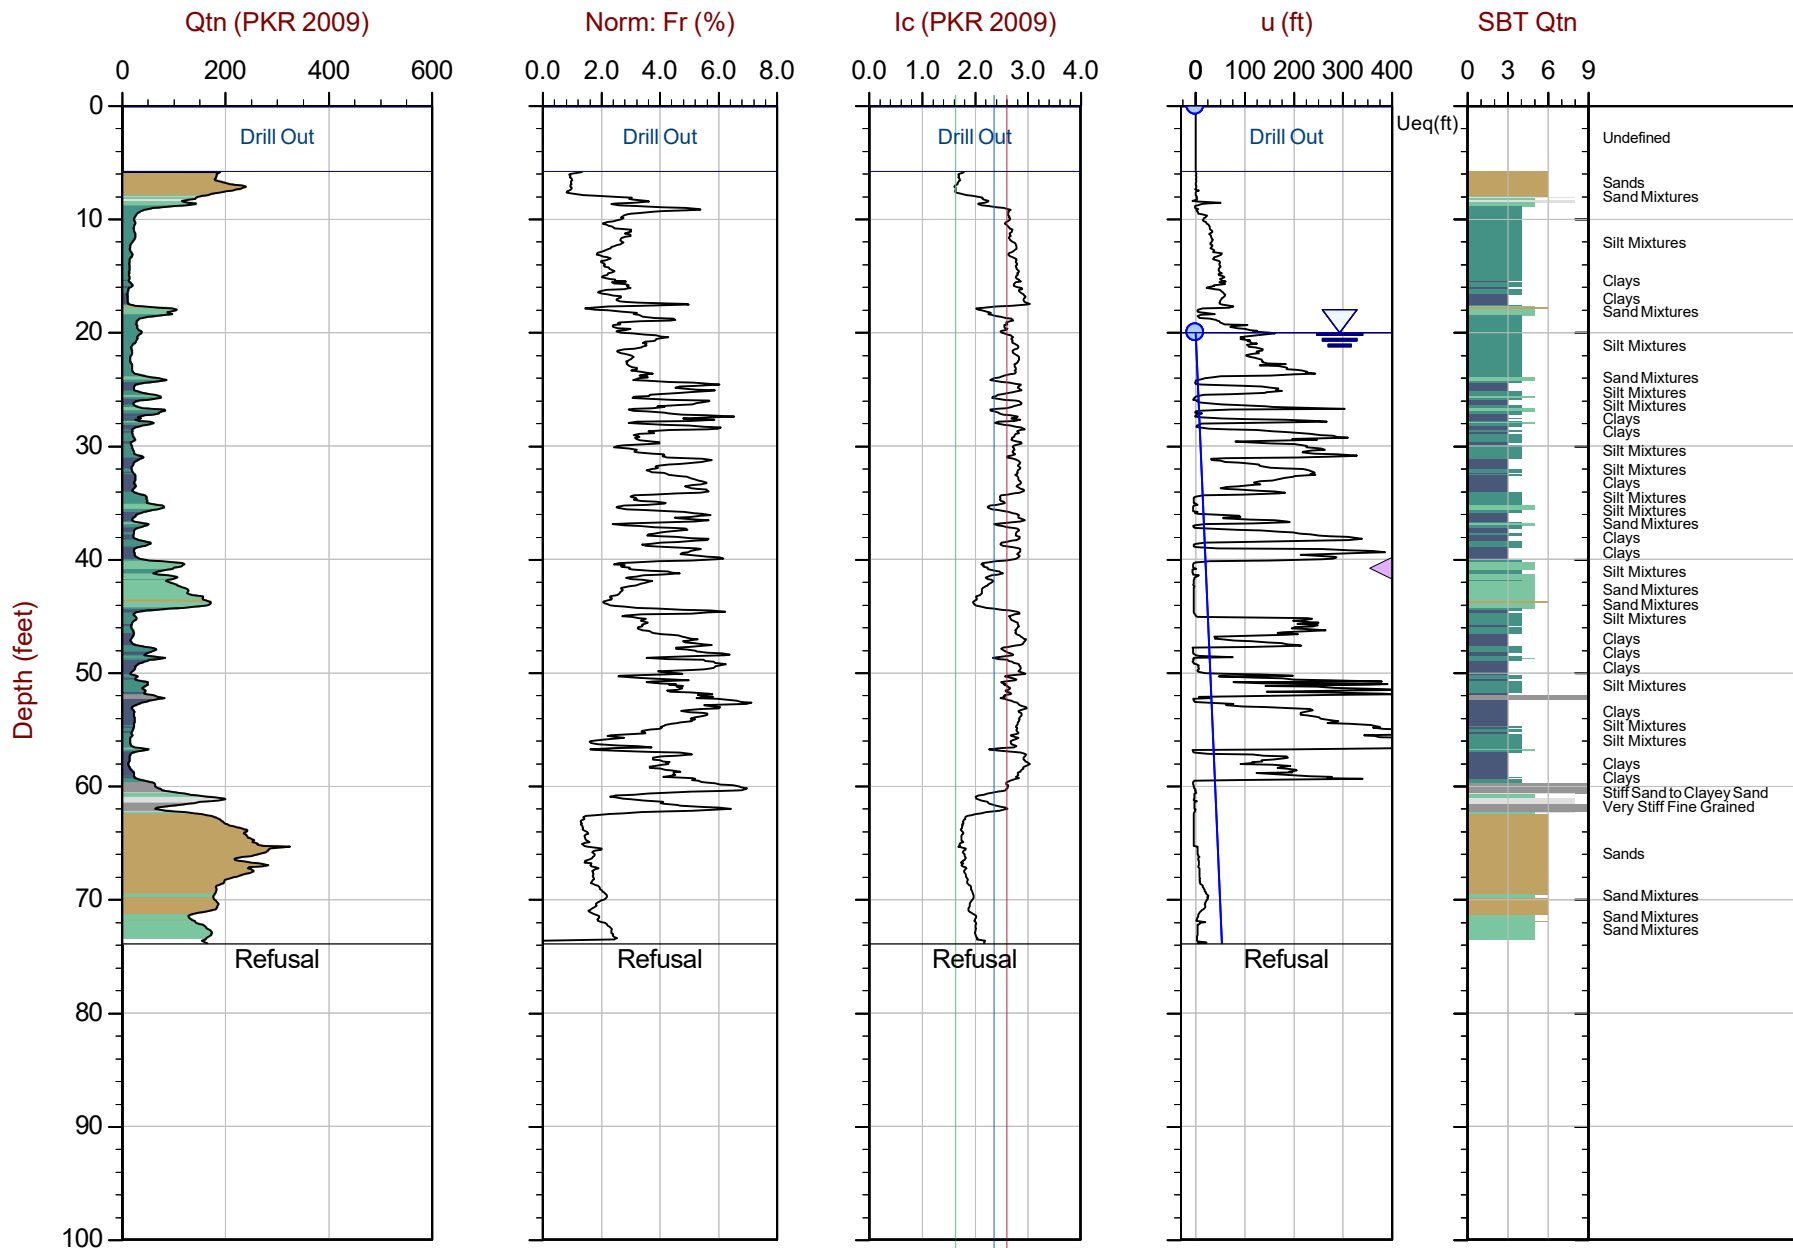 Qtn (PKR 2009) Norm: Fr (%) Ic (PKR 2009) u (ft) SBT Qtn
0 200 400 600 0.0 2.0 4.0 6.0 8.0 0.0 1.0 2.0 3.0 4.0 0 100 200 300 400 0 3 6 9
0
Ueq(ft)
Drill Out Drill Out Drill Out Drill Out Undefined
Sands
Sand Mixtures
10
Silt Mixtures
Clays
Clays
Sand Mixtures
20
Silt Mixtures
Sand Mixtures
Silt Mixtures
Silt Mixtures
Clays
Clays
30
Silt Mixtures
Silt Mixtures
Clays
Silt Mixtures
Silt Mixtures
Sand Mixtures
Clays
Clays
40
Silt Mixtures
Sand Mixtures
Sand Mixtures
Silt Mixtures
Clays
Clays
Clays
50
Silt Mixtures
Clays
Silt Mixtures
Silt Mixtures
Clays
Clays
60
Stiff Sand to Clayey Sand
Very Stiff Fine Grained
Sands
Sand Mixtures
70
Sand Mixtures
Sand Mixtures
Refusal Refusal Refusal Refusal
80
90
100
Depth (feet)